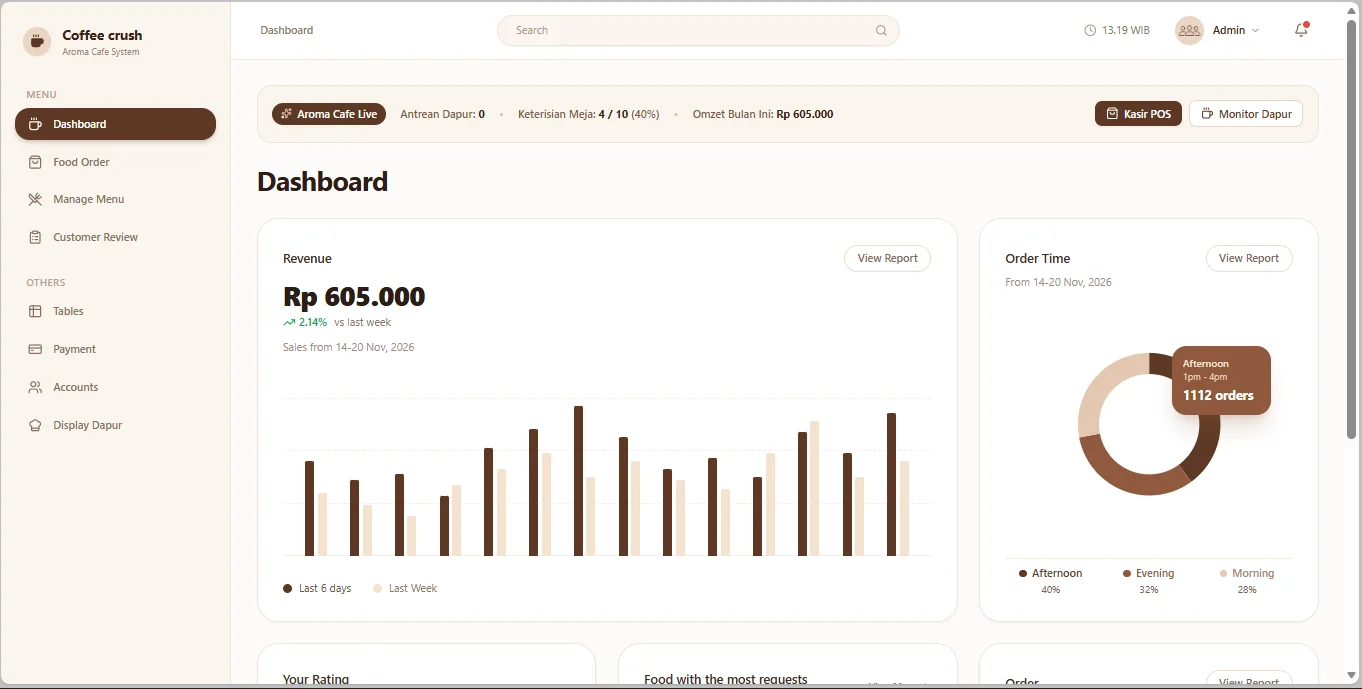 Coffee crush
Aroma Cafe System
MENU
Dashboard
Food Order
Manage Menu
Customer Review
OTHERS
Tables
Payment
Accounts
Display Dapur
Dashboard
Search
13.19 WIB
Admin
Aroma Cafe Live
Antrean Dapur: 0
Keterisian Meja: 4 / 10 (40%)
Omzet Bulan Ini: Rp 605.000
Kasir POS
Monitor Dapur
Dashboard
Revenue
View Report
Rp 605.000
2.14% vs last week
Sales from 14-20 Nov, 2026
Last 6 days
Last Week
Order Time
View Report
From 14-20 Nov, 2026
Afternoon
1pm - 4pm
1112 orders
Afternoon
40%
Evening
32%
Morning
28%
Your Rating
Food with the most requests
Order
View Report